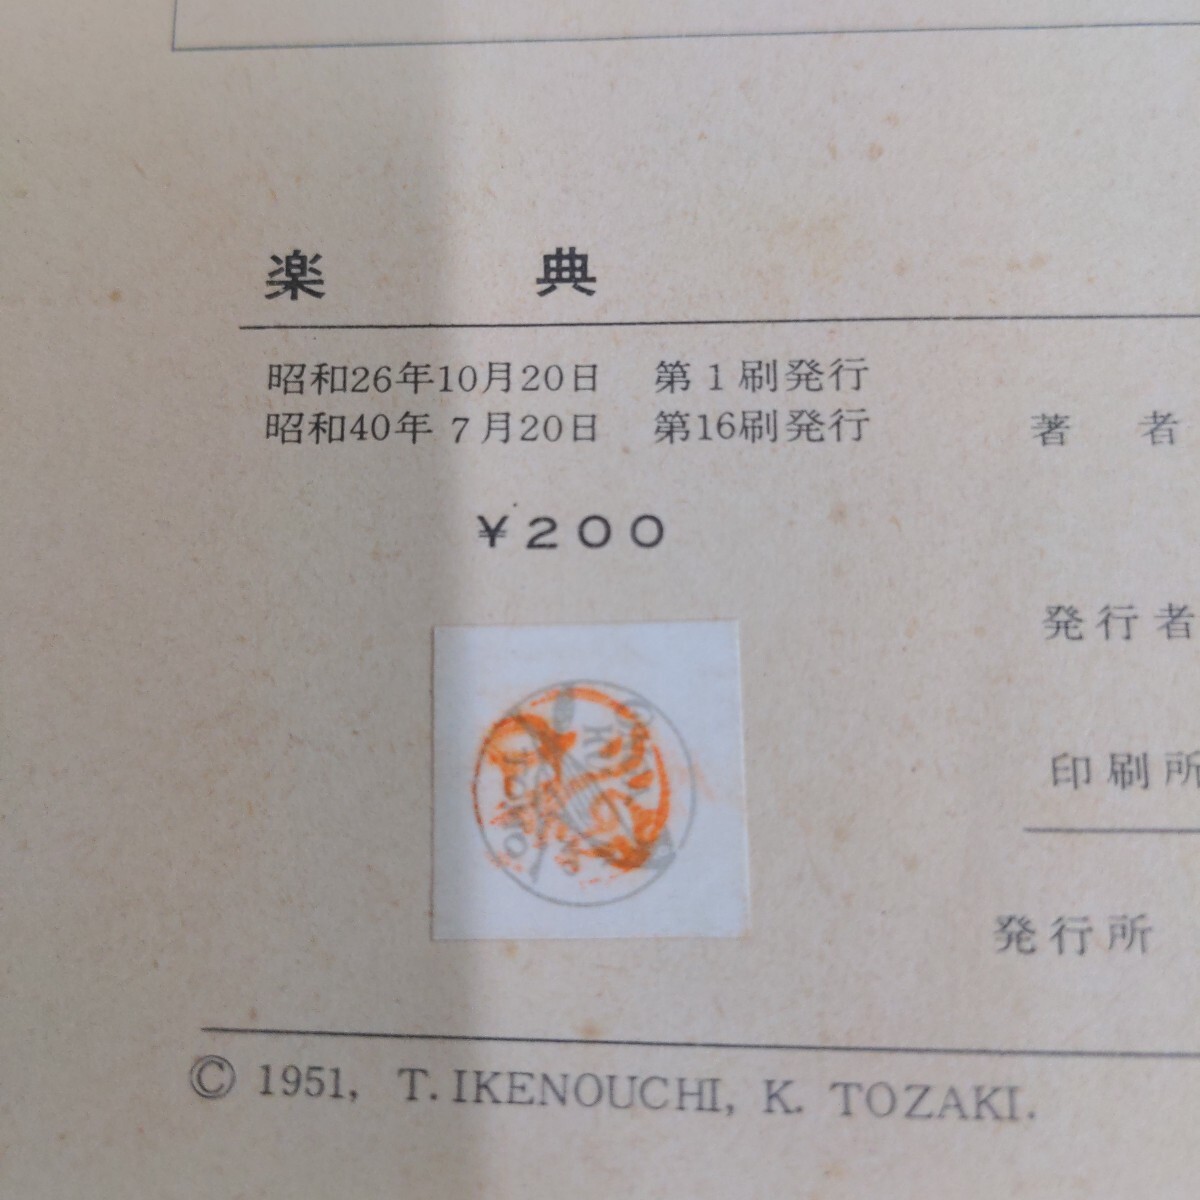 楽典
昭和26年10月20日 第1刷発行
昭和40年7月20日 第16刷発行
著者
¥200
発行者
印刷所
発行所
© 1951, T. IKENOUCHI, K. TOZAKI.